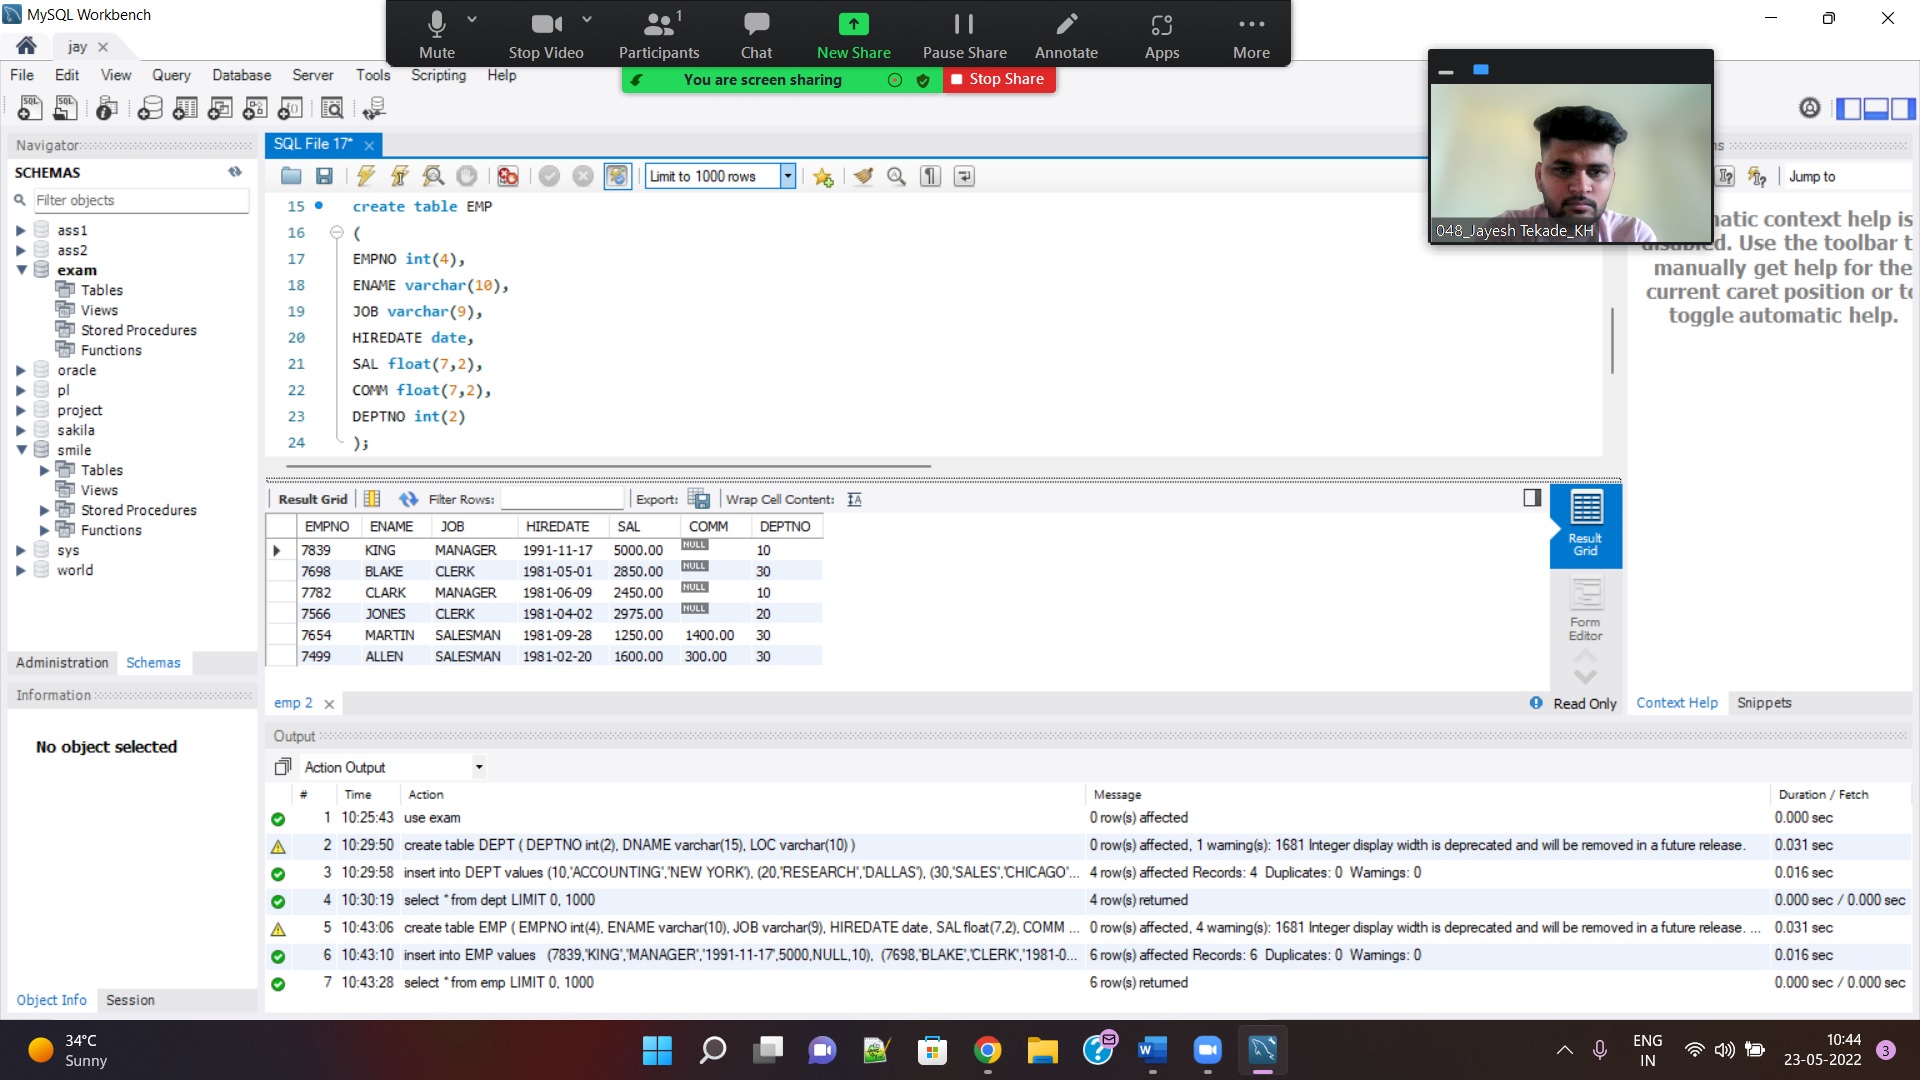 MySQL Workbench
jay
File Edit View Query Database Server Tools Scripting Help
Mute
Stop Video
1
Participants
Chat
New Share
Pause Share
Annotate
Apps
More
You are screen sharing
Stop Share
048_Jayesh Tekade_KH
Navigator
SCHEMAS
Filter objects
ass1
ass2
exam
Tables
Views
Stored Procedures
Functions
oracle
pl
project
sakila
smile
Tables
Views
Stored Procedures
Functions
sys
world
Administration Schemas
Information
No object selected
Object Info Session
SQL File 17*
Limit to 1000 rows
15 create table EMP
16 (
17 EMPNO int(4),
18 ENAME varchar(10),
19 JOB varchar(9),
20 HIREDATE date,
21 SAL float(7,2),
22 COMM float(7,2),
23 DEPTNO int(2)
24 );
Result Grid Filter Rows: Export: Wrap Cell Content:
EMPNO ENAME JOB HIREDATE SAL COMM DEPTNO
7839 KING MANAGER 1991-11-17 5000.00 NULL 10
7698 BLAKE CLERK 1981-05-01 2850.00 NULL 30
7782 CLARK MANAGER 1981-06-09 2450.00 NULL 10
7566 JONES CLERK 1981-04-02 2975.00 NULL 20
7654 MARTIN SALESMAN 1981-09-28 1250.00 1400.00 30
7499 ALLEN SALESMAN 1981-02-20 1600.00 300.00 30
Result
Grid
Form
Editor
emp 2
Read Only
Jump to
matic context help is
disabled. Use the toolbar t
manually get help for the
current caret position or to
toggle automatic help.
Context Help Snippets
Output
Action Output
# Time Action Message Duration / Fetch
1 10:25:43 use exam 0 row(s) affected 0.000 sec
2 10:29:50 create table DEPT ( DEPTNO int(2), DNAME varchar(15), LOC varchar(10) ) 0 row(s) affected, 1 warning(s): 1681 Integer display width is deprecated and will be removed in a future release. 0.031 sec
3 10:29:58 insert into DEPT values (10,'ACCOUNTING','NEW YORK'), (20,'RESEARCH','DALLAS'), (30,'SALES','CHICAGO'... 4 row(s) affected Records: 4 Duplicates: 0 Warnings: 0 0.016 sec
4 10:30:19 select * from dept LIMIT 0, 1000 4 row(s) returned 0.000 sec / 0.000 sec
5 10:43:06 create table EMP ( EMPNO int(4), ENAME varchar(10), JOB varchar(9), HIREDATE date, SAL float(7,2), COMM ... 0 row(s) affected, 4 warning(s): 1681 Integer display width is deprecated and will be removed in a future release. ... 0.031 sec
6 10:43:10 insert into EMP values (7839,'KING','MANAGER','1991-11-17',5000,NULL,10), (7698,'BLAKE','CLERK','1981-0... 6 row(s) affected Records: 6 Duplicates: 0 Warnings: 0 0.016 sec
7 10:43:28 select * from emp LIMIT 0, 1000 6 row(s) returned 0.000 sec / 0.000 sec
34°C
Sunny
ENG
IN
10:44
23-05-2022
3